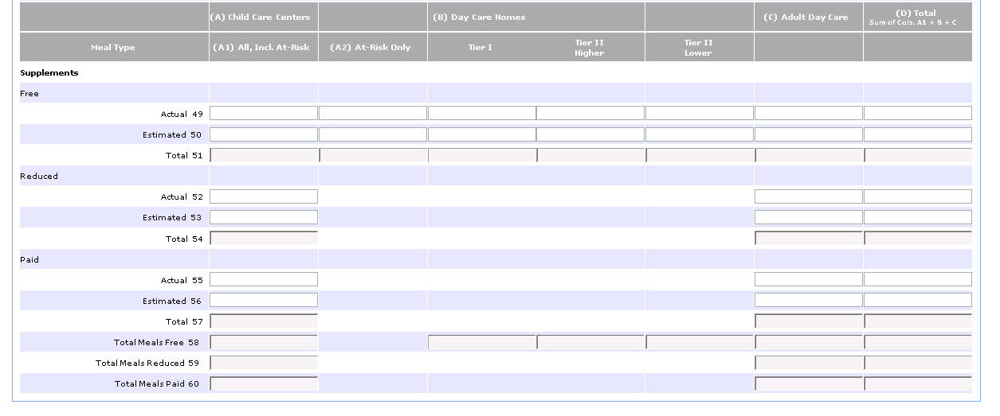 (A) Child Care Centers (B) Day Care Homes (C) Adult Day Care (D) Total
Sum of Cols. A1 + B + C
Meal Type (A1) All, Incl. At-Risk (A2) At-Risk Only Tier I Tier II Higher Tier II Lower
Supplements
Free
Actual 49
Estimated 50
Total 51
Reduced
Actual 52
Estimated 53
Total 54
Paid
Actual 55
Estimated 56
Total 57
Total Meals Free 58
Total Meals Reduced 59
Total Meals Paid 60